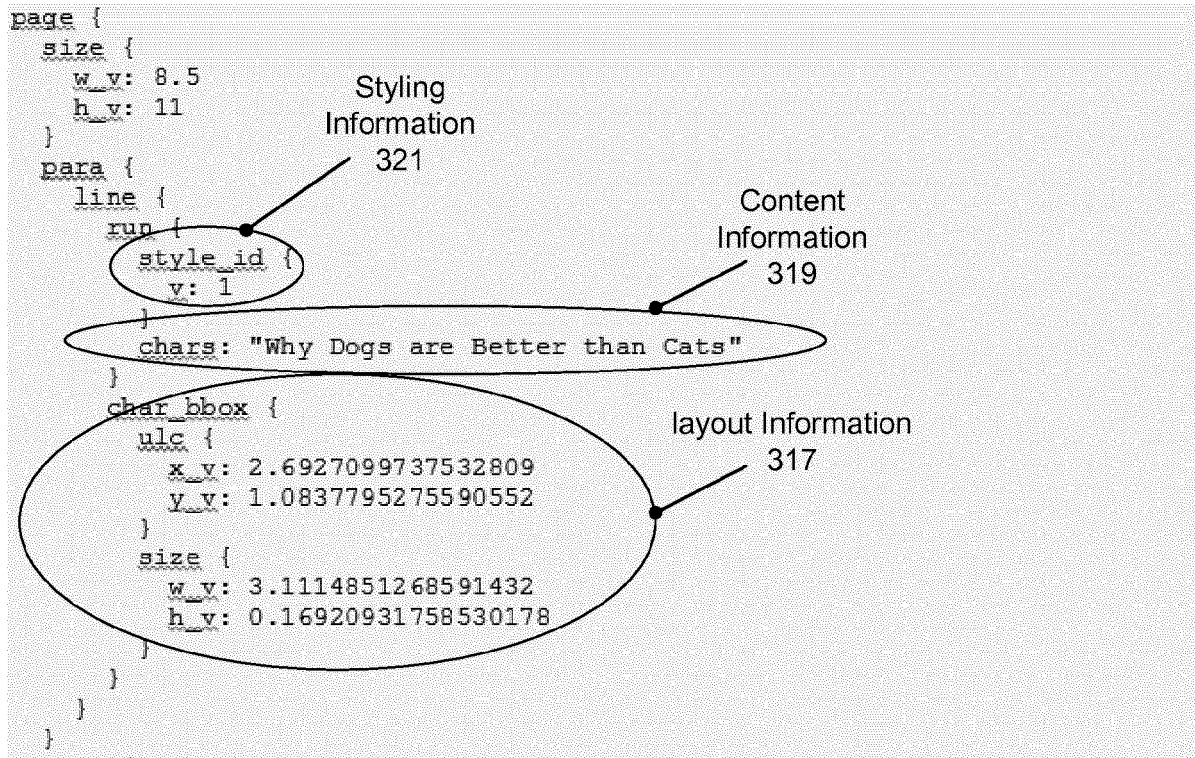 page {
size {
w_v: 8.5
h_v: 11
}
Styling
Information
321
para {
line {
run {
style_id {
v: 1
}
Content
Information
319
chars: "Why Dogs are Better than Cats"
}
char_bbox {
ulc {
x_v: 2.6927099737532809
y_v: 1.0837795275590552
}
size {
w_v: 3.1114851268591432
h_v: 0.16920931758530178
}
}
}
}
layout Information
317